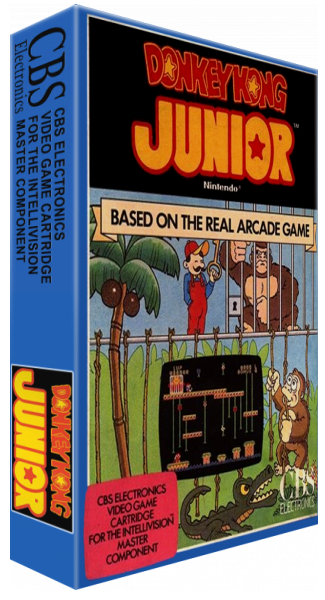 CBS
Electronics
CBS ELECTRONICS
VIDEO GAME CARTRIDGE
FOR THE INTELLIVISION
MASTER COMPONENT
DONKEY KONG
JUNIOR
DONKEY KONG
JUNIOR™
Nintendo®
BASED ON THE REAL ARCADE GAME
CBS ELECTRONICS
VIDEO GAME
CARTRIDGE
FOR THE INTELLIVISION
MASTER
COMPONENT
CBS
ELECTRONICS